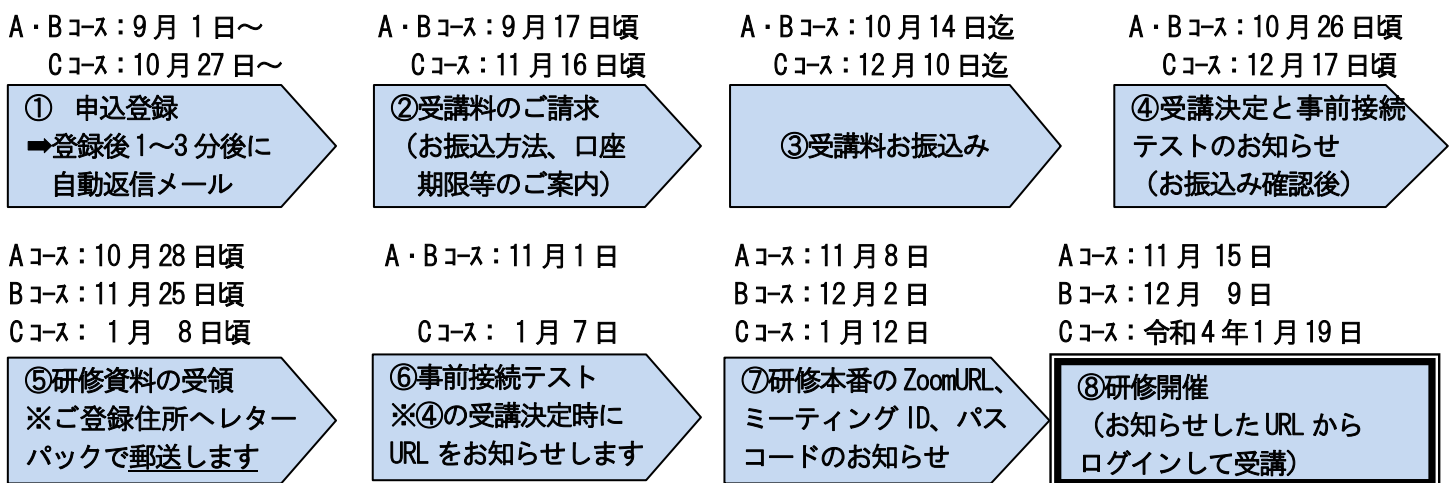 A・Bコース：9月 1日～
Cコース：10月27日～
① 申込登録
➡登録後1～3分後に
自動返信メール
A・Bコース：9月17日頃
Cコース：11月16日頃
②受講料のご請求
（お振込方法、口座
期限等のご案内）
A・Bコース：10月14日迄
Cコース：12月10日迄
③受講料お振込み
A・Bコース：10月26日頃
Cコース：12月17日頃
④受講決定と事前接続
テストのお知らせ
（お振込み確認後）
Aコース：10月28日頃
Bコース：11月25日頃
Cコース： 1月 8日頃
⑤研修資料の受領
※ご登録住所へレター
パックで郵送します
A・Bコース：11月1日
Cコース： 1月 7日
⑥事前接続テスト
※④の受講決定時に
URLをお知らせします
Aコース：11月8日
Bコース：12月2日
Cコース：1月12日
⑦研修本番のZoomURL、
ミーティングID、パス
コードのお知らせ
Aコース：11月 15日
Bコース：12月 9日
Cコース：令和4年1月19日
⑧研修開催
（お知らせしたURLから
ログインして受講）